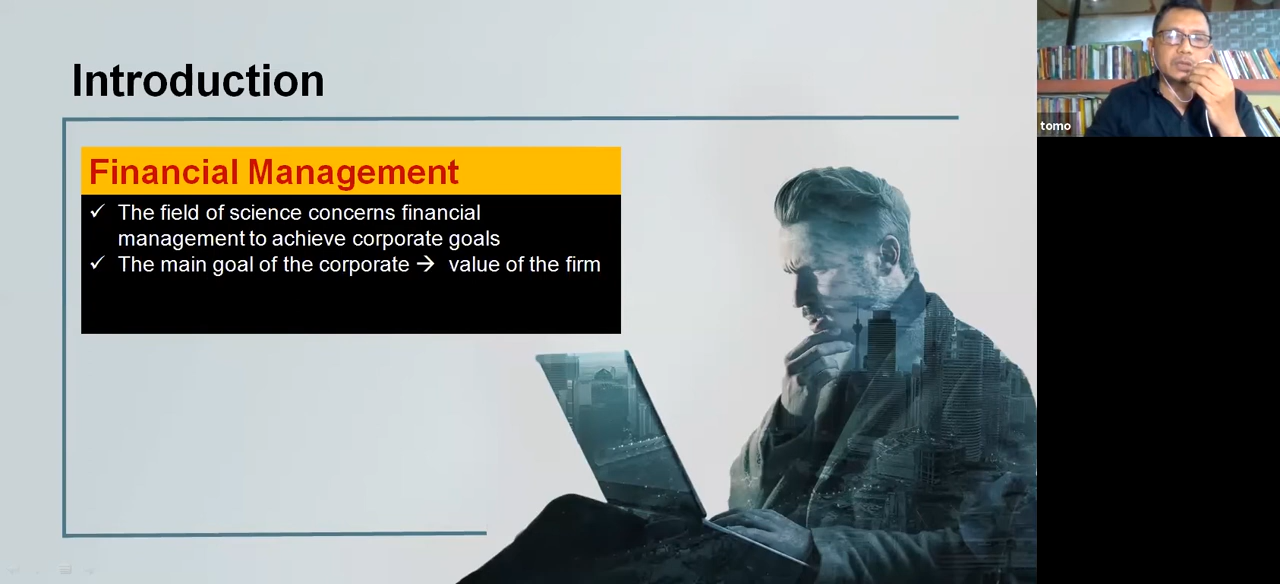 Introduction
Financial Management
✓ The field of science concerns financial
management to achieve corporate goals
✓ The main goal of the corporate → value of the firm
tomo